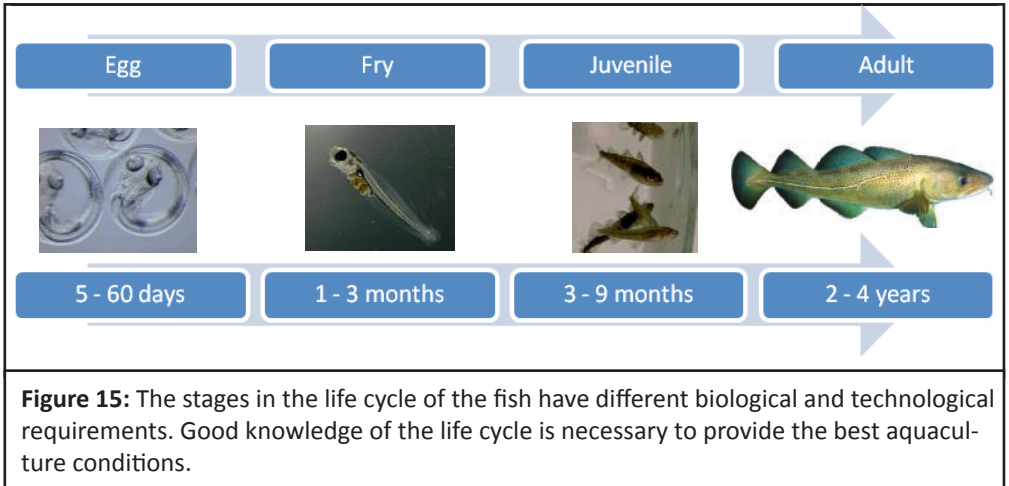 Egg Fry Juvenile Adult
5 - 60 days 1 - 3 months 3 - 9 months 2 - 4 years
Figure 15: The stages in the life cycle of the fish have different biological and technological
requirements. Good knowledge of the life cycle is necessary to provide the best aquacul-
ture conditions.